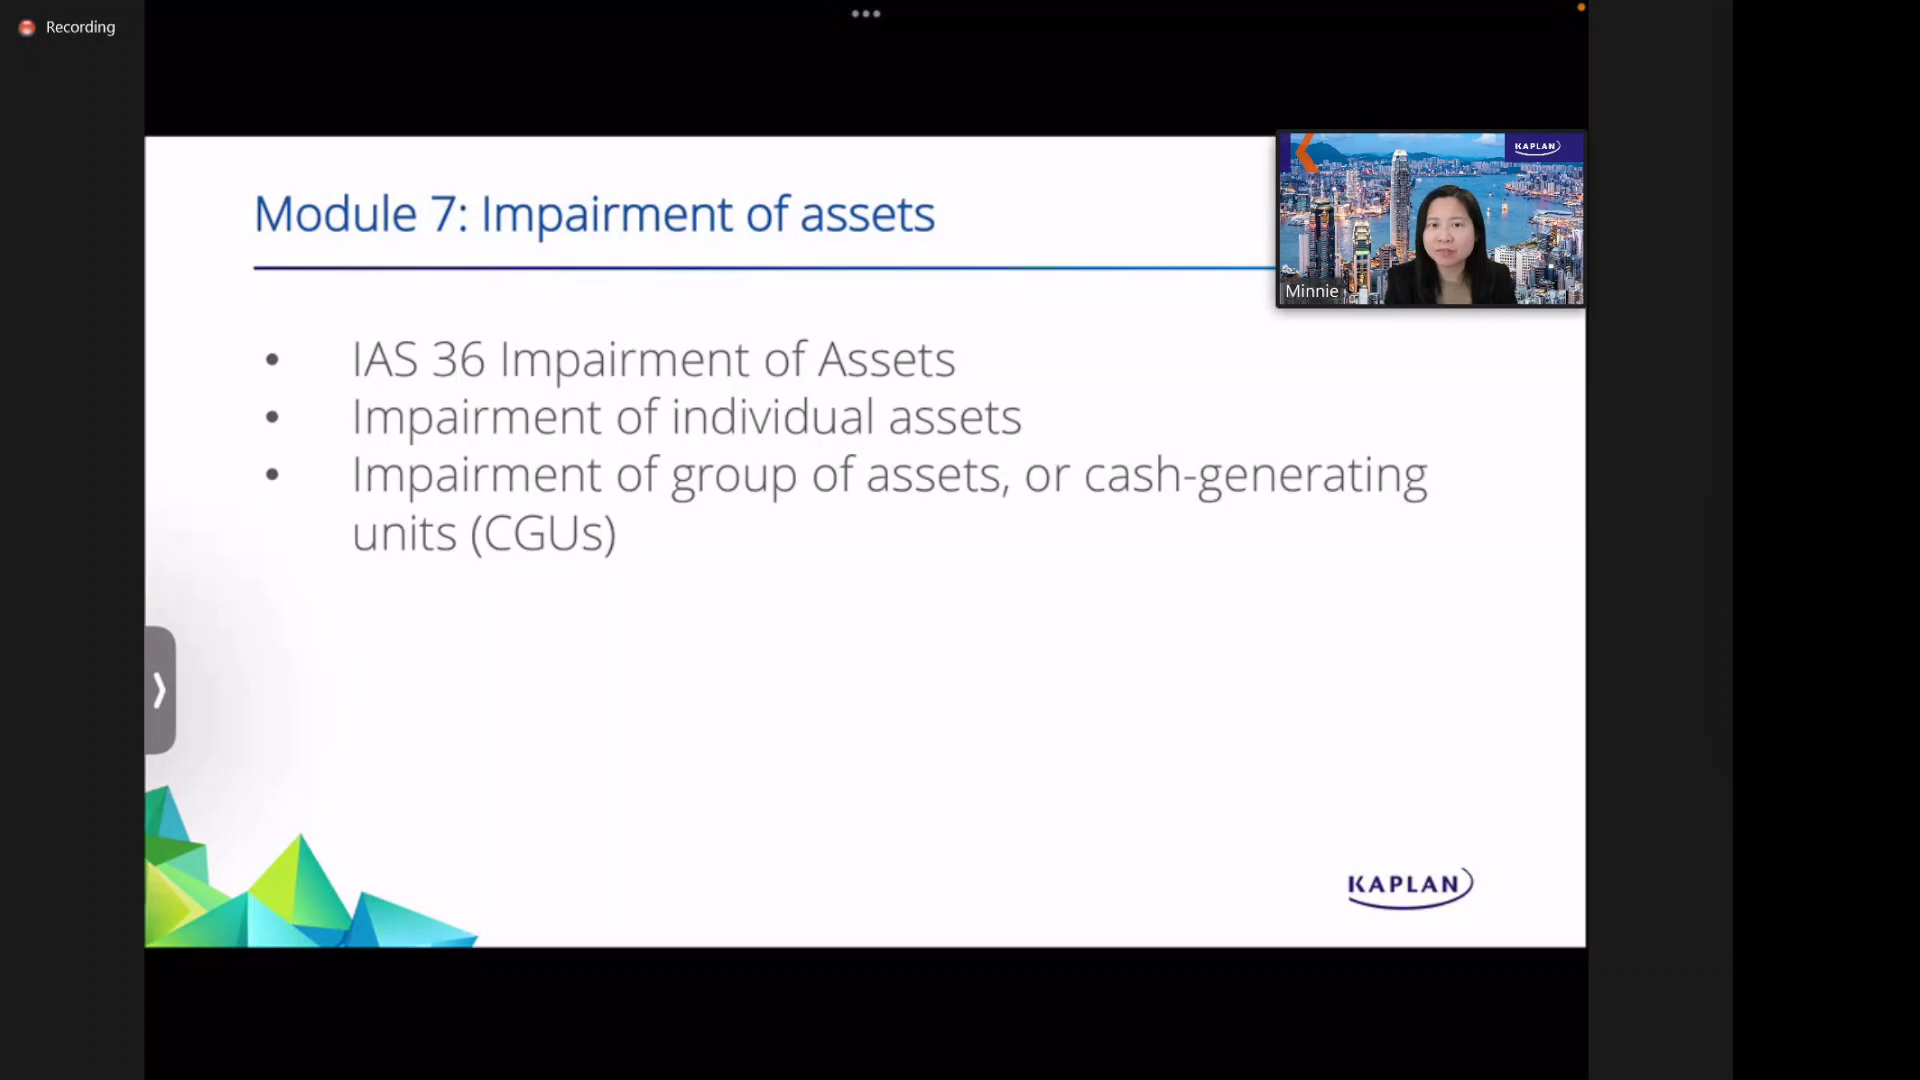 Recording
Module 7: Impairment of assets
KAPLAN
Minnie
• IAS 36 Impairment of Assets
• Impairment of individual assets
• Impairment of group of assets, or cash-generating
units (CGUs)
KAPLAN